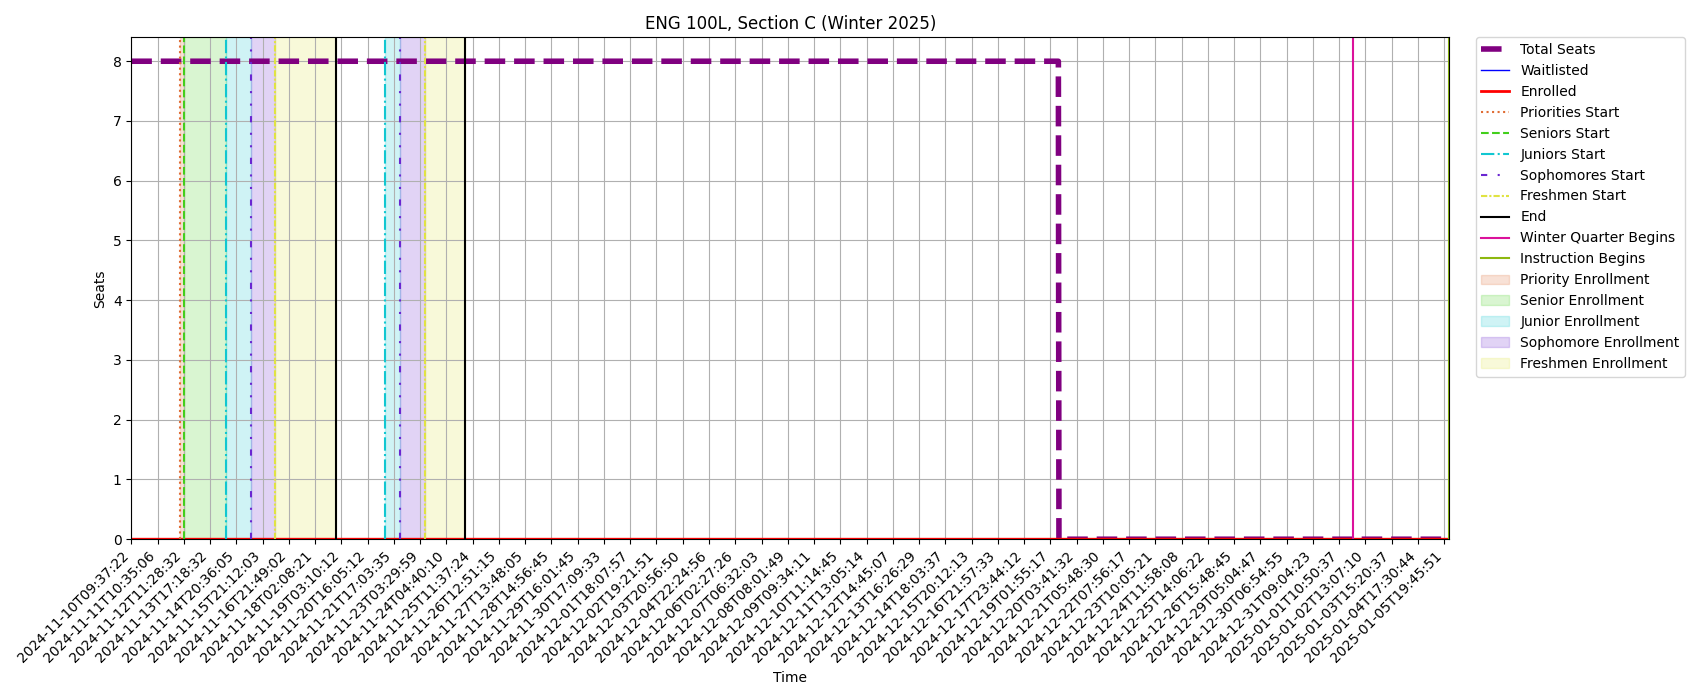 ENG 100L, Section C (Winter 2025)
Seats
8
7
6
5
4
3
2
1
0
2024-11-10T09:37:22
2024-11-11T10:35:06
2024-11-12T11:28:32
2024-11-13T17:18:32
2024-11-14T20:36:05
2024-11-15T21:12:03
2024-11-16T21:49:02
2024-11-18T02:08:21
2024-11-19T03:10:12
2024-11-20T16:05:12
2024-11-21T17:03:35
2024-11-23T03:29:59
2024-11-24T04:40:10
2024-11-25T11:37:24
2024-11-26T12:51:15
2024-11-27T13:48:05
2024-11-28T14:56:45
2024-11-29T16:01:45
2024-11-30T17:09:33
2024-12-01T18:07:57
2024-12-02T19:21:51
2024-12-03T20:56:50
2024-12-04T22:24:56
2024-12-06T02:27:26
2024-12-07T06:32:03
2024-12-08T08:01:49
2024-12-09T09:34:11
2024-12-10T11:14:45
2024-12-11T13:05:14
2024-12-12T14:45:07
2024-12-13T16:26:29
2024-12-14T18:03:37
2024-12-15T20:12:13
2024-12-16T21:57:33
2024-12-17T23:44:12
2024-12-19T01:55:17
2024-12-20T03:41:32
2024-12-21T05:48:30
2024-12-22T07:56:17
2024-12-23T10:05:21
2024-12-24T11:58:08
2024-12-25T14:06:22
2024-12-26T15:48:45
2024-12-29T05:04:47
2024-12-30T06:54:55
2024-12-31T09:04:23
2025-01-01T10:50:37
2025-01-02T13:07:10
2025-01-03T15:20:37
2025-01-04T17:30:44
2025-01-05T19:45:51
Time
Total Seats
Waitlisted
Enrolled
Priorities Start
Seniors Start
Juniors Start
Sophomores Start
Freshmen Start
End
Winter Quarter Begins
Instruction Begins
Priority Enrollment
Senior Enrollment
Junior Enrollment
Sophomore Enrollment
Freshmen Enrollment